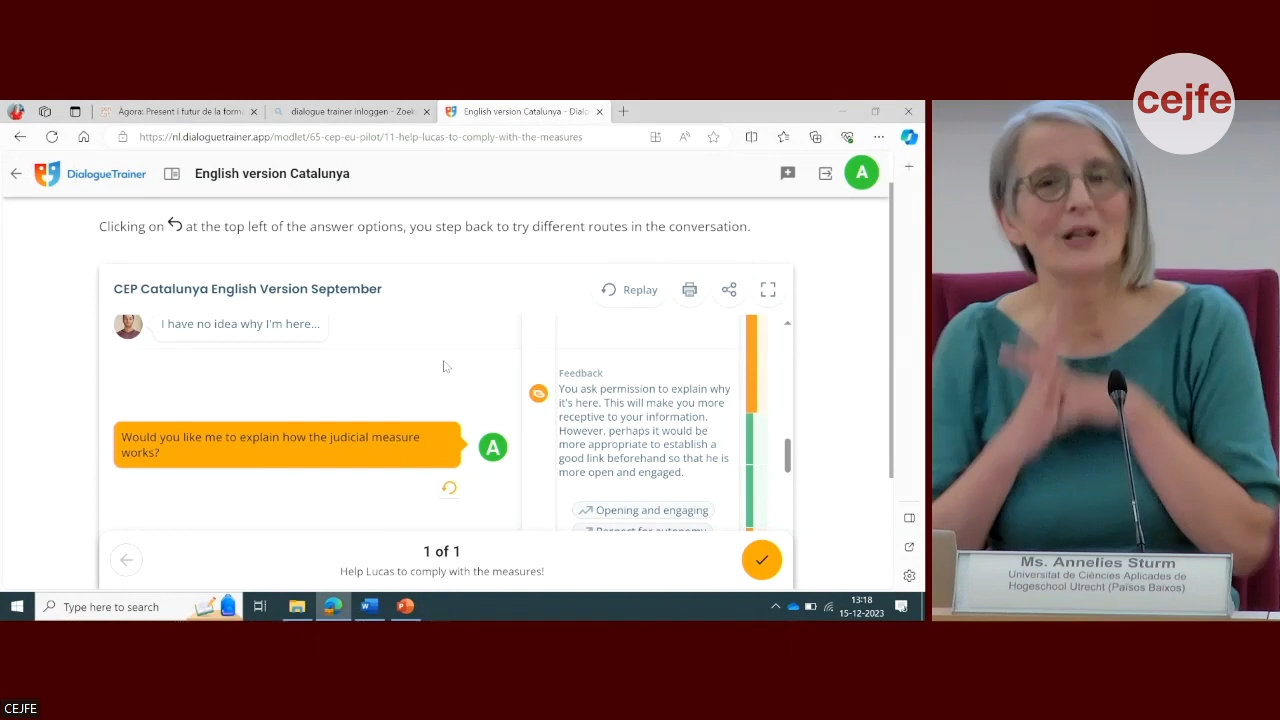 cejfe
Àgora: Present i futur de la form
dialogue trainer inloggen - Zoek
English version Catalunya - Dialo
https://nl.dialoguetrainer.app/modlet/65-cep-eu-pilot/11-help-lucas-to-comply-with-the-measures
DialogueTrainer
English version Catalunya
A
Clicking on at the top left of the answer options, you step back to try different routes in the conversation.
CEP Catalunya English Version September
Replay
I have no idea why I'm here...
Feedback
You ask permission to explain why
it's here. This will make you more
receptive to your information.
However, perhaps it would be
more appropriate to establish a
good link beforehand so that he is
more open and engaged.
Would you like me to explain how the judicial measure
works?
A
Opening and engaging
Respect for autonomy
1 of 1
Help Lucas to comply with the measures!
Type here to search
13:18
15-12-2023
Ms. Annelies Sturm
Universitat de Ciències Aplicades de
Hogeschool Utrecht (Països Baixos)
CEJFE